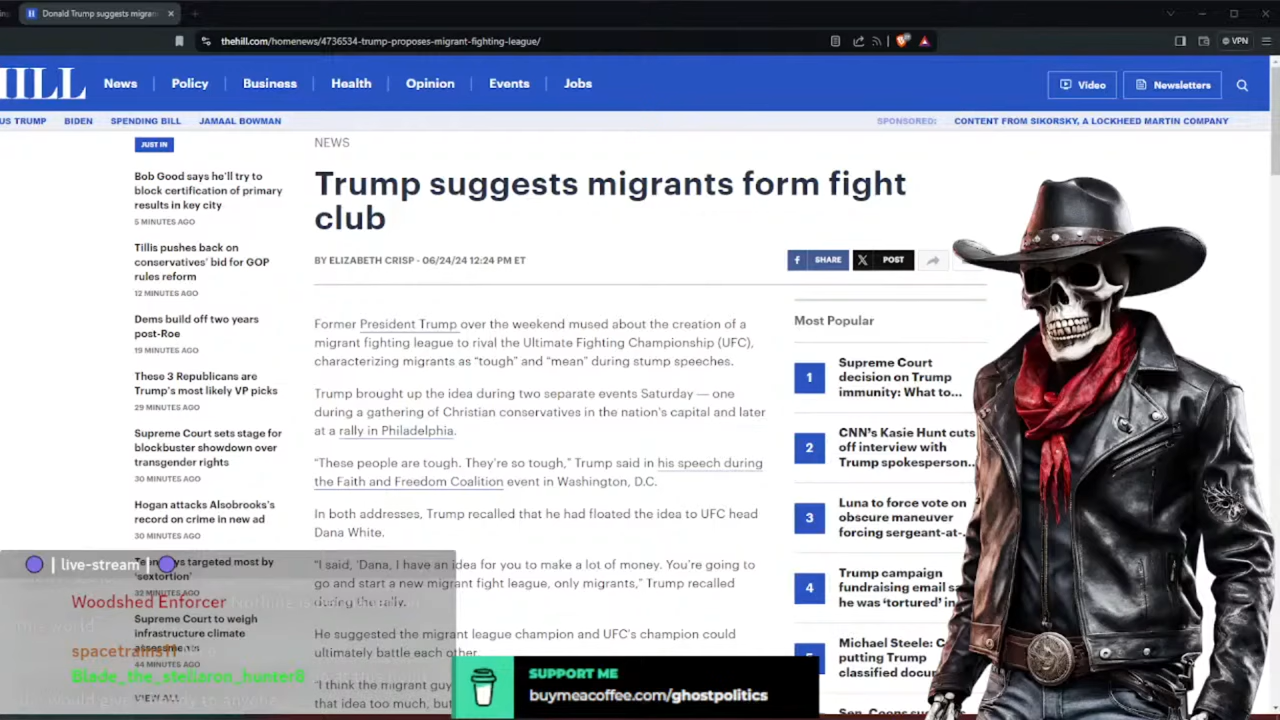 Donald Trump suggests migran
thehill.com/homenews/4736534-trump-proposes-migrant-fighting-league/
VPN
HILL
News
Policy
Business
Health
Opinion
Events
Jobs
Video
Newsletters
US TRUMP
BIDEN
SPENDING BILL
JAMAAL BOWMAN
SPONSORED:
CONTENT FROM SIKORSKY, A LOCKHEED MARTIN COMPANY
JUST IN
Bob Good says he'll try to
block certification of primary
results in key city
5 MINUTES AGO
Tillis pushes back on
conservatives' bid for GOP
rules reform
12 MINUTES AGO
Dems build off two years
post-Roe
19 MINUTES AGO
These 3 Republicans are
Trump's most likely VP picks
29 MINUTES AGO
Supreme Court sets stage for
blockbuster showdown over
transgender rights
30 MINUTES AGO
Hogan attacks Alsobrooks's
record on crime in new ad
30 MINUTES AGO
targeted most by
'sextortion'
32 MINUTES AGO
Supreme Court to weigh
infrastructure climate
assessments
44 MINUTES AGO
VIEW ALL
NEWS
Trump suggests migrants form fight
club
BY ELIZABETH CRISP - 06/24/24 12:24 PM ET
SHARE
POST
Former President Trump over the weekend mused about the creation of a
migrant fighting league to rival the Ultimate Fighting Championship (UFC),
characterizing migrants as “tough” and “mean” during stump speeches.
Trump brought up the idea during two separate events Saturday — one
during a gathering of Christian conservatives in the nation's capital and later
at a rally in Philadelphia.
“These people are tough. They're so tough,” Trump said in his speech during
the Faith and Freedom Coalition event in Washington, D.C.
In both addresses, Trump recalled that he had floated the idea to UFC head
Dana White.
“I said, 'Dana, I have an idea for you to make a lot of money. You're going to
go and start a new migrant fight league, only migrants,” Trump recalled
during the rally.
He suggested the migrant league champion and UFC's champion could
ultimately battle each other.
“I think the migrant guy
that idea too much, but
Most Popular
1
Supreme Court
decision on Trump
immunity: What to...
2
CNN's Kasie Hunt cuts
off interview with
Trump spokesperson...
3
Luna to force vote on
obscure maneuver
forcing sergeant-at-
4
Trump campaign
fundraising email sa
he was 'tortured' in
Michael Steele: C
putting Trump
classified docu
Sen. Coons
| live-stream |
Woodshed Enforcer
spacetrains11
Blade_the_stellaron_hunter8
SUPPORT ME
buymeacoffee.com/ghostpolitics